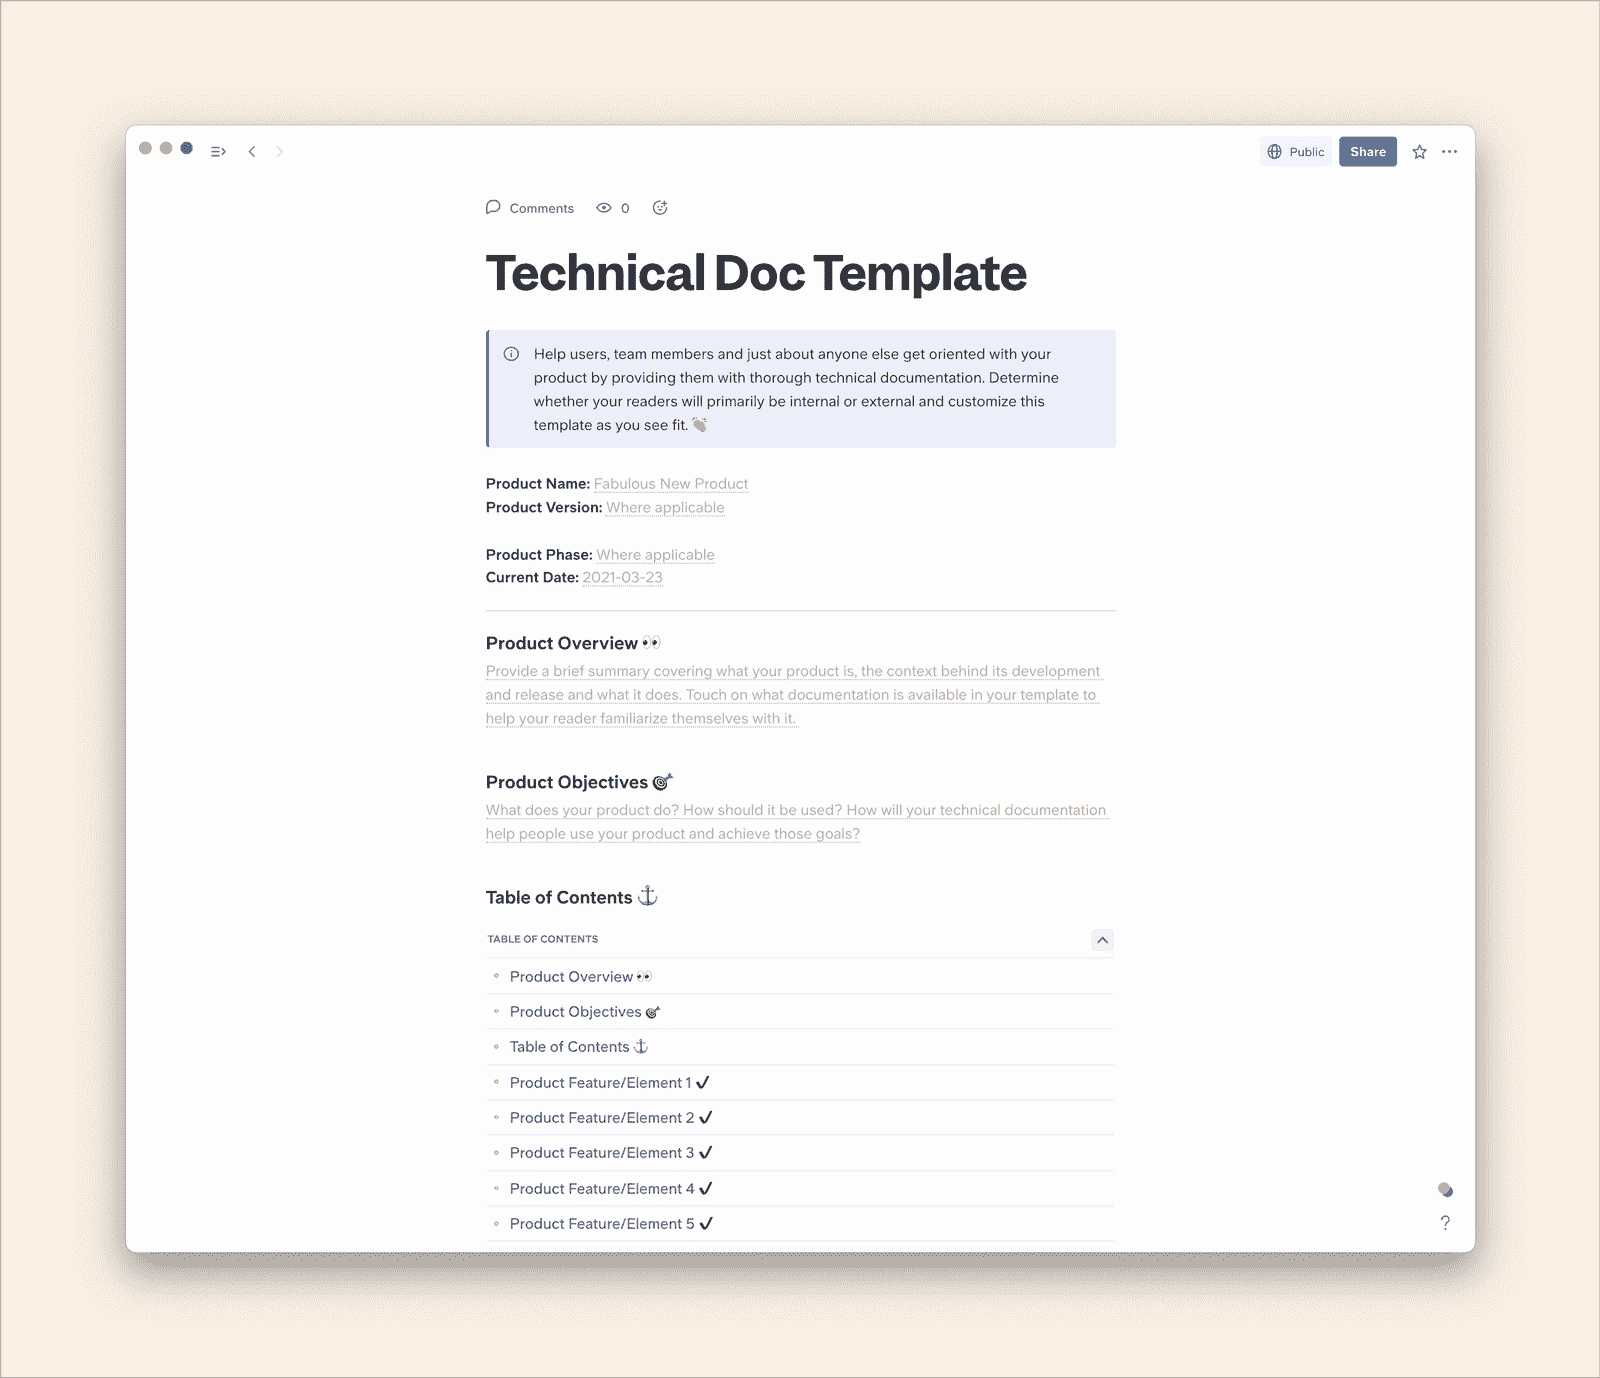 Public
Share
Comments
0
Technical Doc Template
Help users, team members and just about anyone else get oriented with your
product by providing them with thorough technical documentation. Determine
whether your readers will primarily be internal or external and customize this
template as you see fit. 👏
Product Name: Fabulous New Product
Product Version: Where applicable
Product Phase: Where applicable
Current Date: 2021-03-23
Product Overview 👀
Provide a brief summary covering what your product is, the context behind its development
and release and what it does. Touch on what documentation is available in your template to
help your reader familiarize themselves with it.
Product Objectives 🎯
What does your product do? How should it be used? How will your technical documentation
help people use your product and achieve those goals?
Table of Contents ⚓
TABLE OF CONTENTS
Product Overview 👀
Product Objectives 🎯
Table of Contents ⚓
Product Feature/Element 1 ✔
Product Feature/Element 2 ✔
Product Feature/Element 3 ✔
Product Feature/Element 4 ✔
Product Feature/Element 5 ✔
?